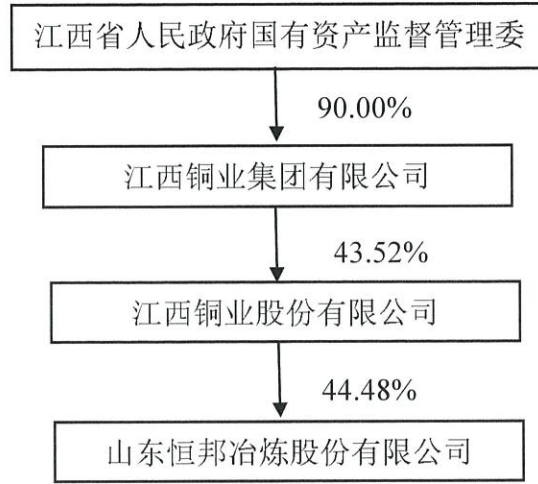 江西省人民政府国有资产监督管理委
90.00%
江西铜业集团有限公司
43.52%
江西铜业股份有限公司
44.48%
山东恒邦冶炼股份有限公司